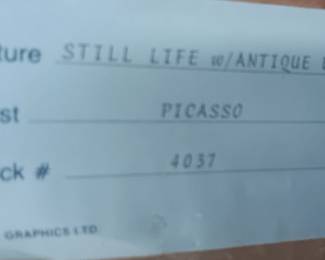 ture STILL LIFE w/ANTIQUE
st PICASSO
ck # 4037
GRAPHICS LTD.